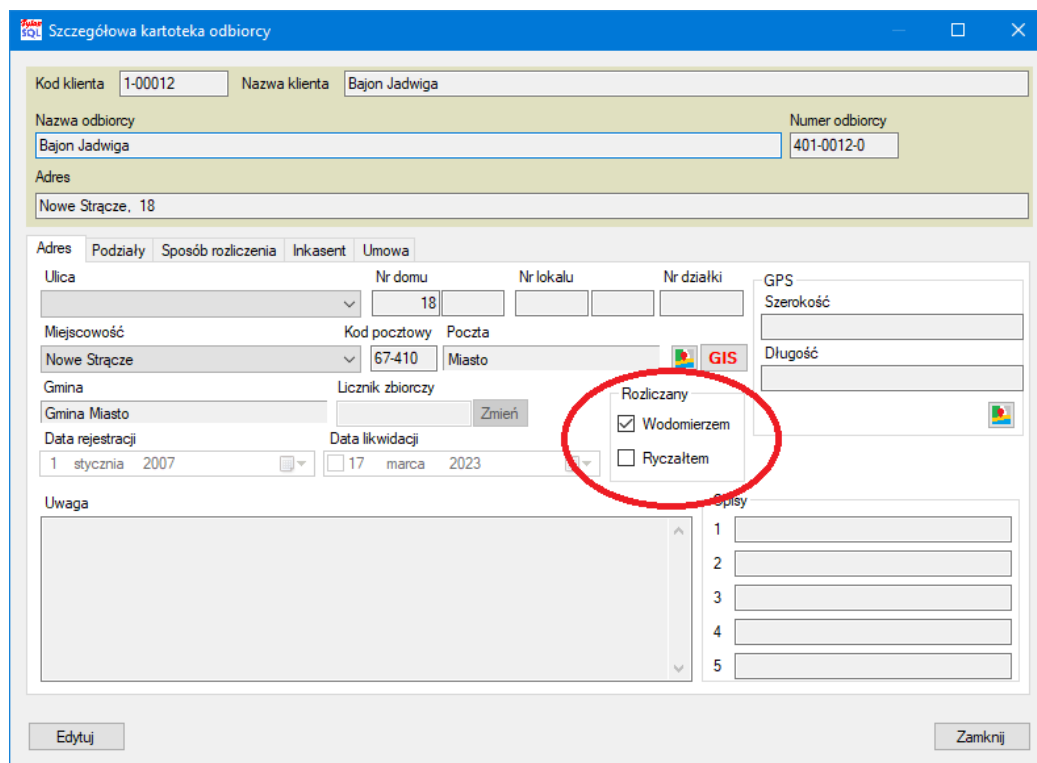 Szczegółowa kartoteka odbiorcy
Kod klienta 1-00012 Nazwa klienta Bajon Jadwiga
Nazwa odbiorcy Numer odbiorcy
Bajon Jadwiga 401-0012-0
Adres
Nowe Strącze, 18
Adres Podziały Sposób rozliczenia Inkasent Umowa
Ulica Nr domu Nr lokalu Nr działki GPS
Szerokość
18
Miejscowość Kod pocztowy Poczta
Nowe Strącze 67-410 Miasto GIS Długość
Gmina Licznik zbiorczy Rozliczany
Gmina Miasto Zmień Wodomierzem
Data rejestracji Data likwidacji
1 stycznia 2007 17 marca 2023 Ryczałtem
Uwaga Opisy
1
2
3
4
5
Edytuj Zamknij